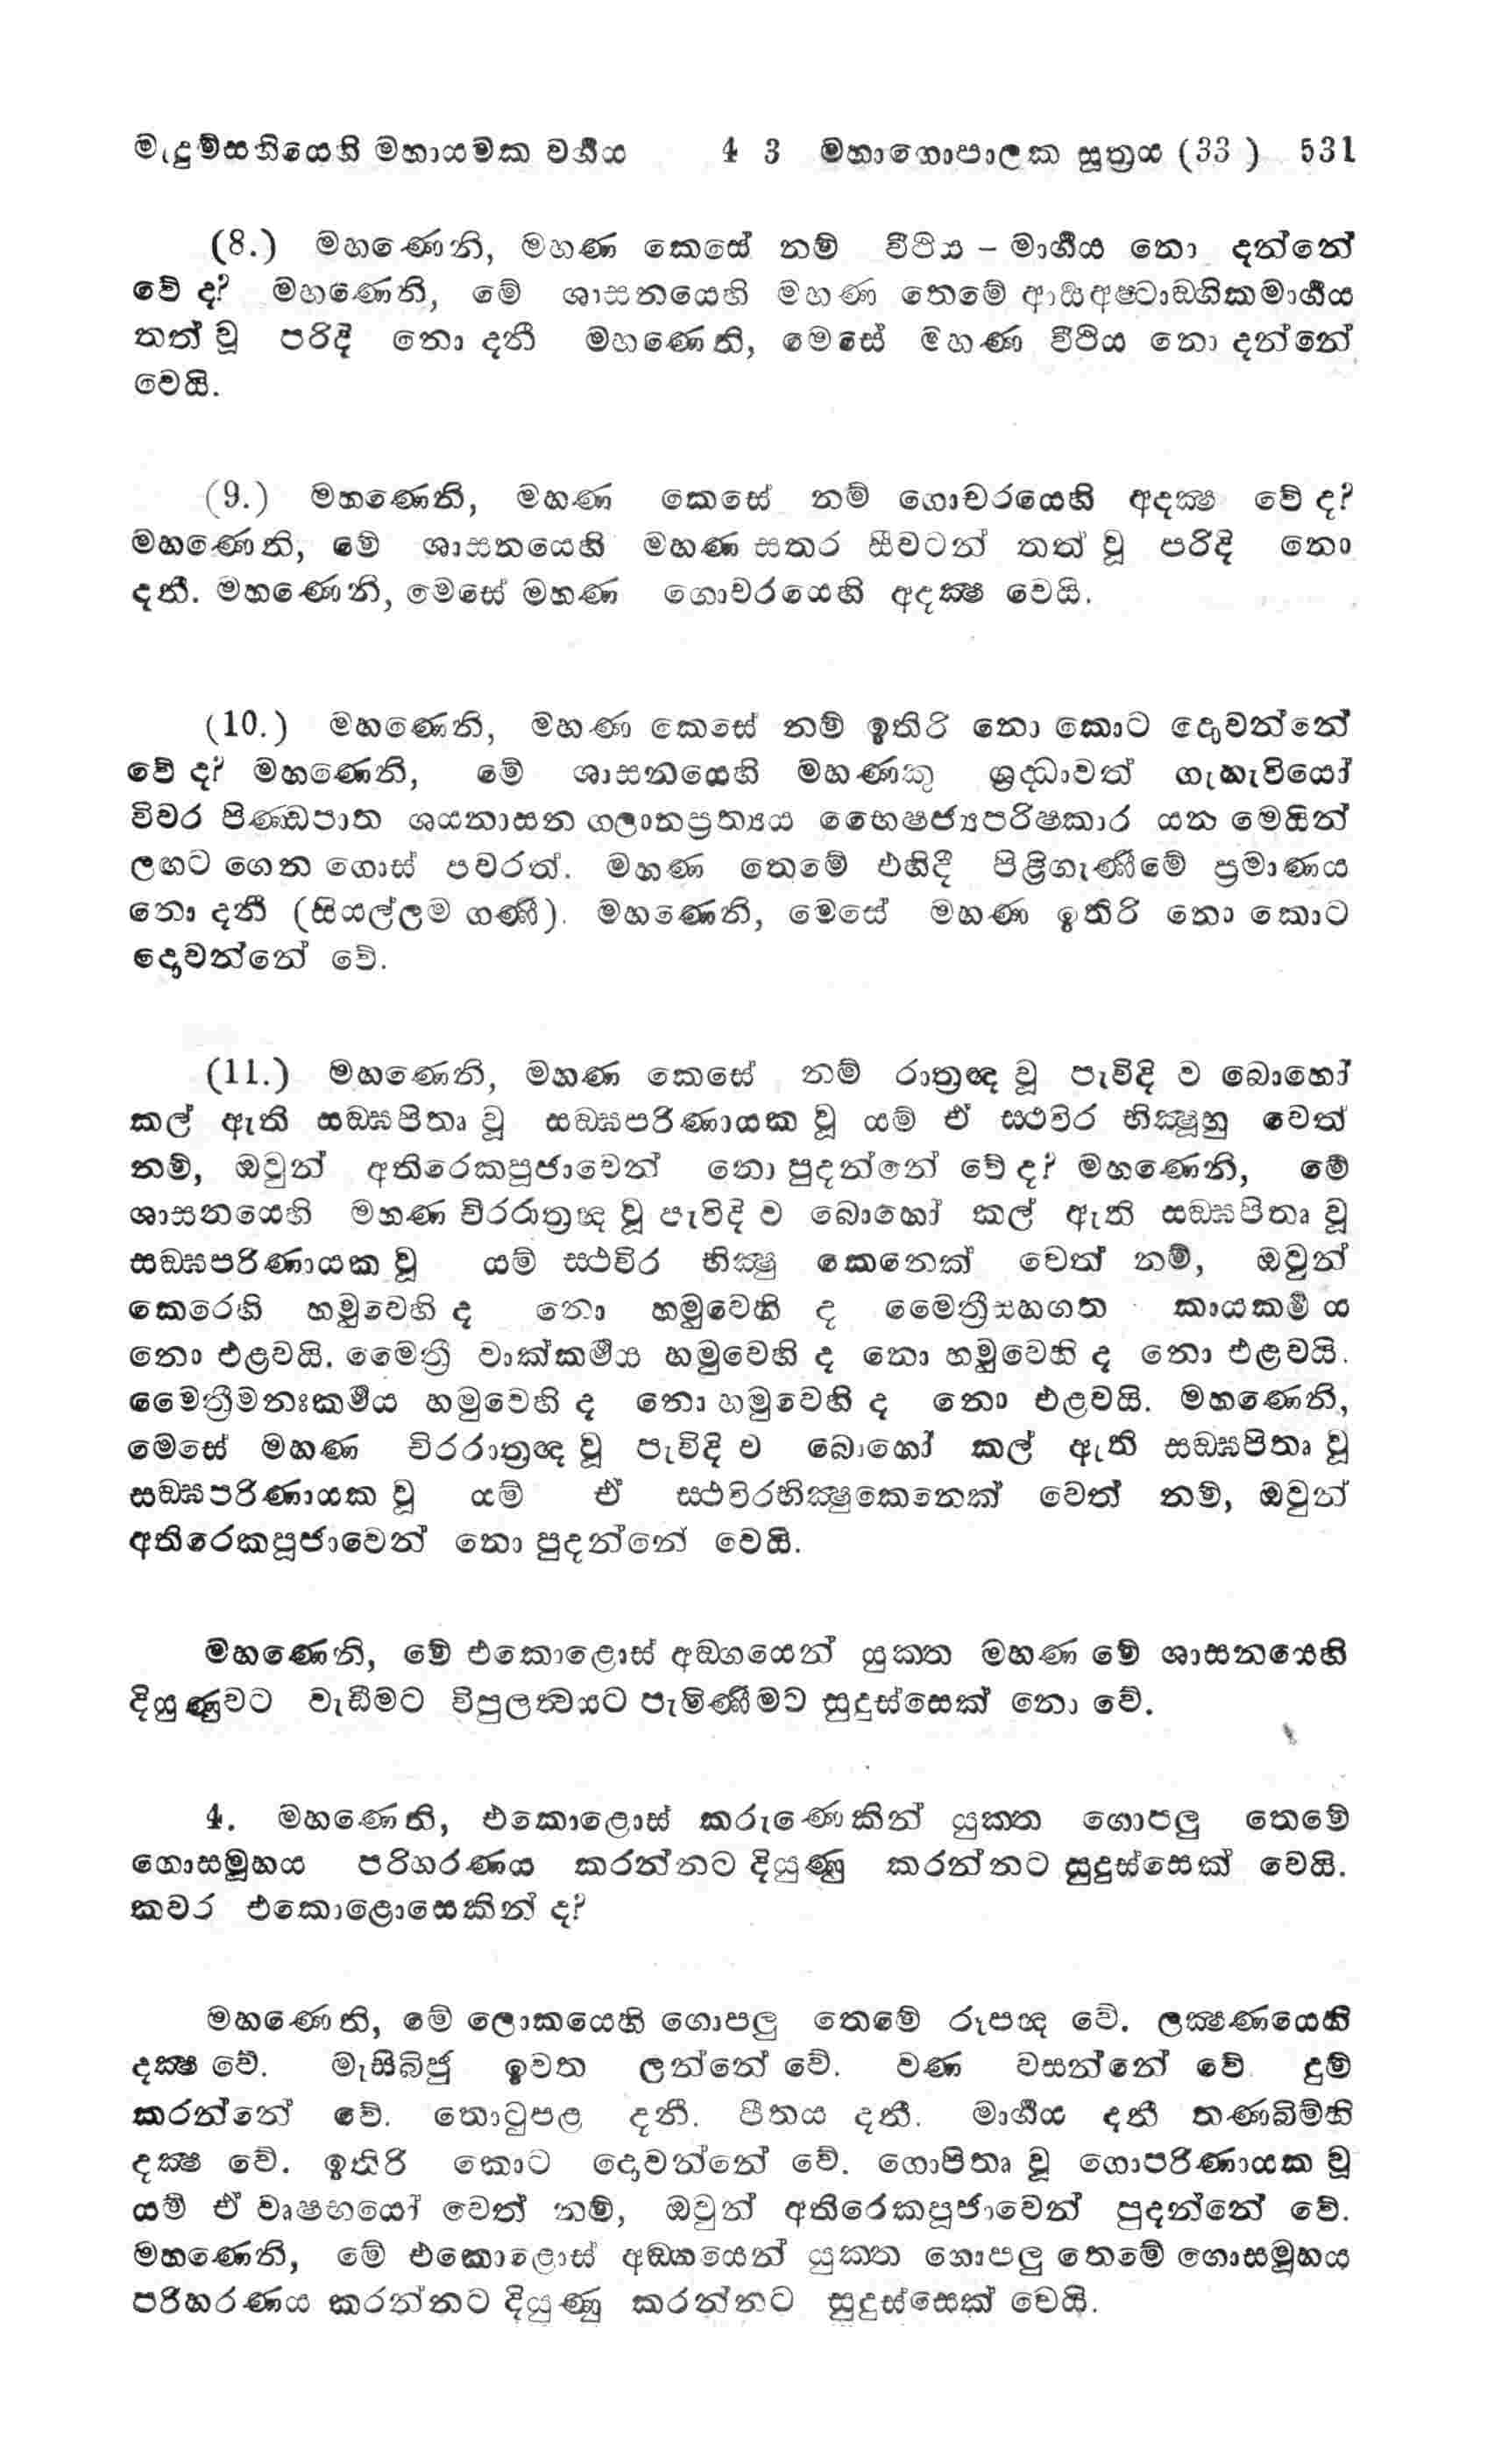 මැදුම්සඟියෙහි මහායමක වර්‍ගය 4 3 මහාගොපාලක සූත්‍රය (33 ) 531
(8.) මහණෙනි, මහණ කෙසේ නම් වීථිය - මාර්‍ගය නො දන්නේ
වේ ද? මහණෙනි, මේ ශාසනයෙහි මහණ තෙමේ ආර්‍ය්‍යඅෂ්ටාඞ්ගිකමාර්‍ගය
තත් වූ පරිදි නො දනී මහණෙනි, මෙසේ මහණ වීථිය නො දන්නේ
වෙයි.
(9.) මහණෙනි, මහණ කෙසේ නම් ගොචරයෙහි අදක්‍ෂ වේ ද?
මහණෙනි, මේ ශාසනයෙහි මහණ සතර සීවටන් තත් වූ පරිදි නො
දනී. මහණෙනි, මෙසේ මහණ ගොචරයෙහි අදක්‍ෂ වෙයි.
(10.) මහණෙනි, මහණ කෙසේ නම් ඉතිරි නො කොට දොවන්නේ
වේ ද? මහණෙනි, මේ ශාසනයෙහි මහණකු ශ්‍රද්ධාවත් ගැහැවියෝ
චීවර පිණ්ඩපාත ශයනාසන ගලානප්‍රත්‍යය භෛෂජ්‍යපරිෂ්කාර යන මෙයින්
ලඟට ගෙන ගොස් පවරත්. මහණ තෙමේ එහිදී පිළිගැණීමේ ප්‍රමාණය
නො දනී (සියල්ලම ගණී). මහණෙනි, මෙසේ මහණ ඉතිරි නො කොට
දොවන්නේ වේ.
(11.) මහණෙනි, මහණ කෙසේ නම් රාත්‍රඥ වූ පැවිදි ව බොහෝ
කල් ඇති සඞ්ඝපිතෘ වූ සඞ්ඝපරිණායක වූ යම් ඒ ස්ථවිර භික්‍ෂූහු වෙත්
නම්, ඔවුන් අතිරෙකපූජාවෙන් නො පුදන්නේ වේ ද? මහණෙනි, මේ
ශාසනයෙහි මහණ චිරරාත්‍රඥ වූ පැවිදි ව බොහෝ කල් ඇති සඞ්ඝපිතෘ වූ
සඞ්ඝපරිණායක වූ යම් ස්ථවිර භික්‍ෂු කෙනෙක් වෙත් නම්, ඔවුන්
කෙරෙහි හමුවෙහි ද නො හමුවෙහි ද මෛත්‍රීසහගත කායකර්‍ම ය
නො එළවයි. මෛත්‍රී වාක්කර්‍මය හමුවෙහි ද නො හමුවෙහි ද නො එළවයි.
මෛත්‍රීමනඃකර්‍මය හමුවෙහි ද නො හමුවෙහි ද නො එළවයි. මහණෙනි,
මෙසේ මහණ චිරරාත්‍රඥ වූ පැවිදි ව බොහෝ කල් ඇති සඞ්ඝපිතෘ වූ
සඞ්ඝපරිණායක වූ යම් ඒ ස්ථවිරභික්‍ෂුකෙනෙක් වෙත් නම්, ඔවුන්
අතිරෙකපූජාවෙන් නො පුදන්නේ වෙයි.
මහණෙනි, මේ එකොළොස් අඞ්ගයෙන් යුක්ත මහණ මේ ශාසනයෙහි
දියුණුවට වැඩීමට විපුලත්‍වයට පැමිණීමට සුදුස්සෙක් නො වේ.
4. මහණෙනි, එකොළොස් කරුණෙකින් යුක්ත ගොපලු තෙමේ
ගොසමූහය පරිහරණය කරන්නට දියුණු කරන්නට සුදුස්සෙක් වෙයි.
කවර එකොළොසෙකින් ද?
මහණෙනි, මේ ලොකයෙහි ගොපලු තෙමේ රූපඥ වේ. ලක්‍ෂණයෙහි
දක්‍ෂ වේ. මැසිබිජු ඉවත ලන්නේ වේ. වණ වසන්නේ වේ. දුම්
කරන්නේ වේ. තොටුපළ දනී. පීතය දනී. මාර්‍ගය දනී තණබිම්හි
දක්‍ෂ වේ. ඉතිරි කොට දොවන්නේ වේ. ගොපිතෘ වූ ගොපරිණායක වූ
යම් ඒ වෘෂභයෝ වෙත් නම්, ඔවුන් අතිරෙකපූජාවෙන් පුදන්නේ වේ.
මහණෙනි, මේ එකොළොස් අඞ්ගයෙන් යුක්ත ගොපලු තෙමේ ගොසමූහය
පරිහරණය කරන්නට දියුණු කරන්නට සුදුස්සෙක් වෙයි.